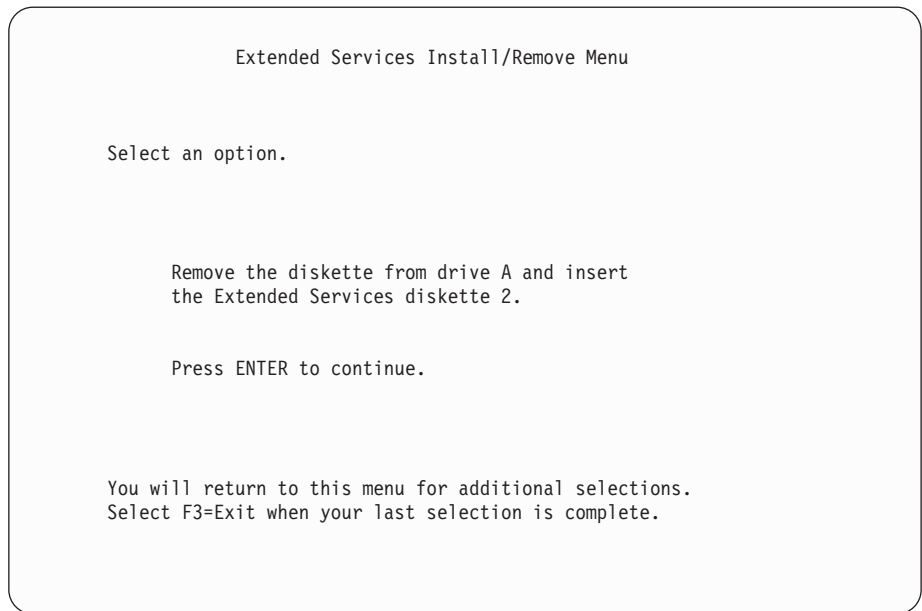 Extended Services Install/Remove Menu
Select an option.
Remove the diskette from drive A and insert
the Extended Services diskette 2.
Press ENTER to continue.
You will return to this menu for additional selections.
Select F3=Exit when your last selection is complete.